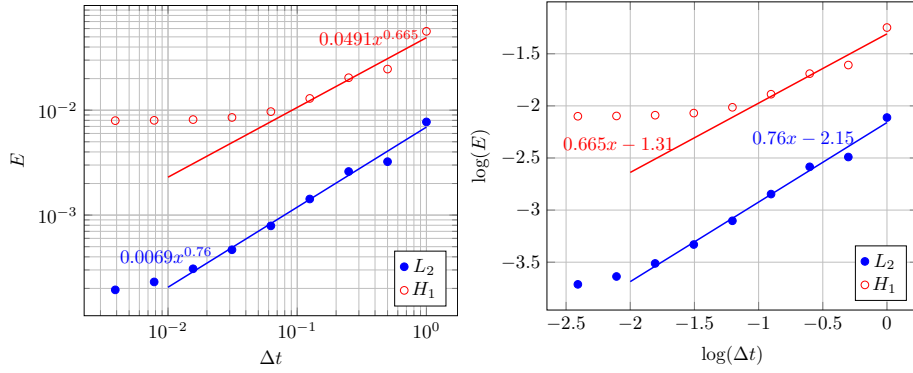 10^{-1}
10^{-2}
10^{-3}
E
0.0491x^{0.665}
0.0069x^{0.76}
L_2
H_1
10^{-2}
10^{-1}
10^0
Δt
−1.5
−2
−2.5
−3
−3.5
log(E)
0.665x − 1.31
0.76x − 2.15
L_2
H_1
-2.5
−2
-1.5
−1
-0.5
0
log(Δt)